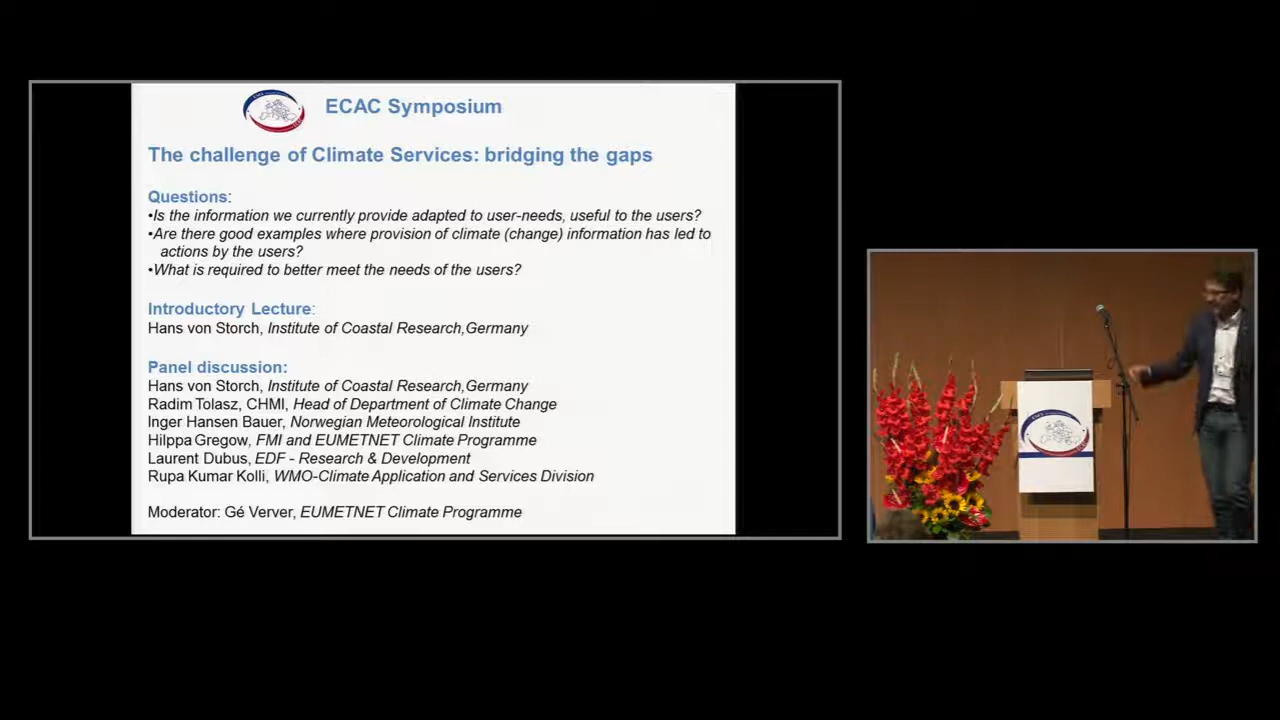 ECAC Symposium
The challenge of Climate Services: bridging the gaps
Questions:
•Is the information we currently provide adapted to user-needs, useful to the users?
•Are there good examples where provision of climate (change) information has led to
actions by the users?
•What is required to better meet the needs of the users?
Introductory Lecture:
Hans von Storch, Institute of Coastal Research,Germany
Panel discussion:
Hans von Storch, Institute of Coastal Research,Germany
Radim Tolasz, CHMI, Head of Department of Climate Change
Inger Hansen Bauer, Norwegian Meteorological Institute
Hilppa Gregow, FMI and EUMETNET Climate Programme
Laurent Dubus, EDF - Research & Development
Rupa Kumar Kolli, WMO-Climate Application and Services Division
Moderator: Gé Verver, EUMETNET Climate Programme